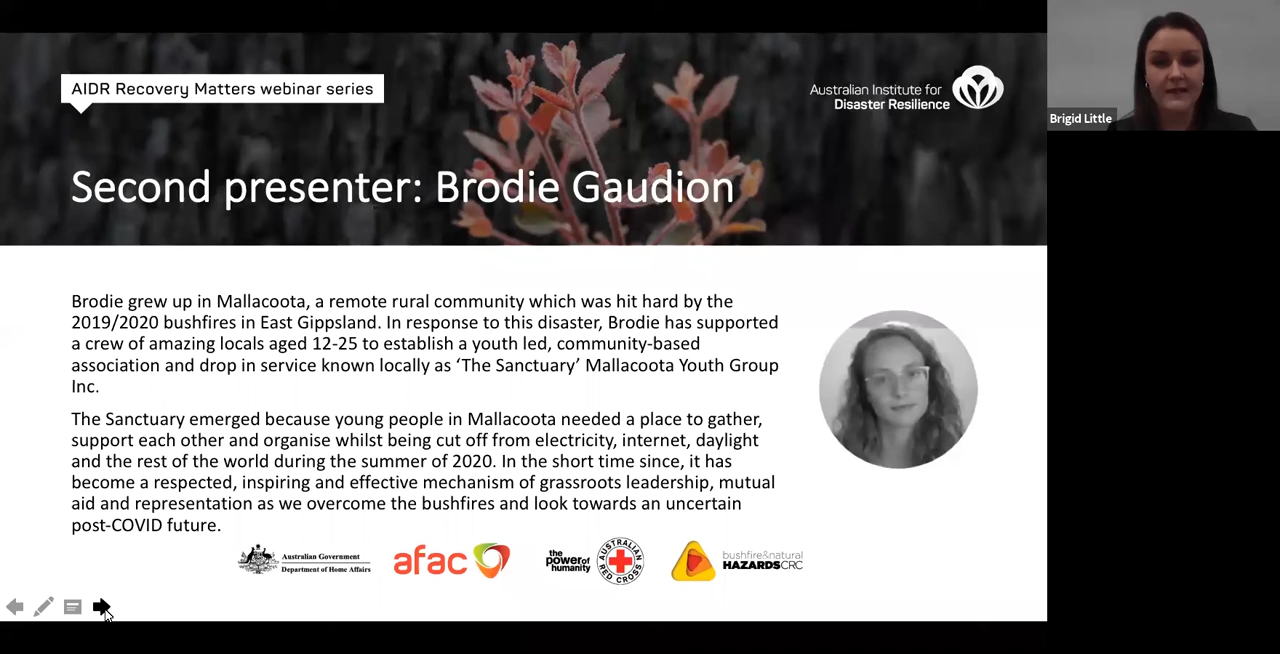 AIDR Recovery Matters webinar series
Australian Institute for
Disaster Resilience
Brigid Little
Second presenter: Brodie Gaudion
Brodie grew up in Mallacoota, a remote rural community which was hit hard by the
2019/2020 bushfires in East Gippsland. In response to this disaster, Brodie has supported
a crew of amazing locals aged 12-25 to establish a youth led, community-based
association and drop in service known locally as ‘The Sanctuary’ Mallacoota Youth Group
Inc.
The Sanctuary emerged because young people in Mallacoota needed a place to gather,
support each other and organise whilst being cut off from electricity, internet, daylight
and the rest of the world during the summer of 2020. In the short time since, it has
become a respected, inspiring and effective mechanism of grassroots leadership, mutual
aid and representation as we overcome the bushfires and look towards an uncertain
post-COVID future.
Australian Government
Department of Home Affairs
afac
the
power of
humanity
AUSTRALIAN
RED CROSS
bushfire&natural
HAZARDSCRC